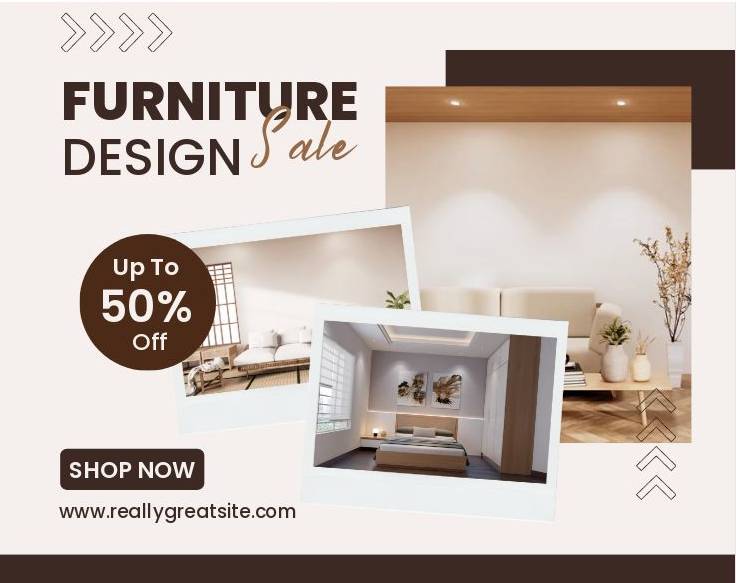 FURNITURE
DESIGN Sale
Up To
50%
Off
SHOP NOW
www.reallygreatsite.com